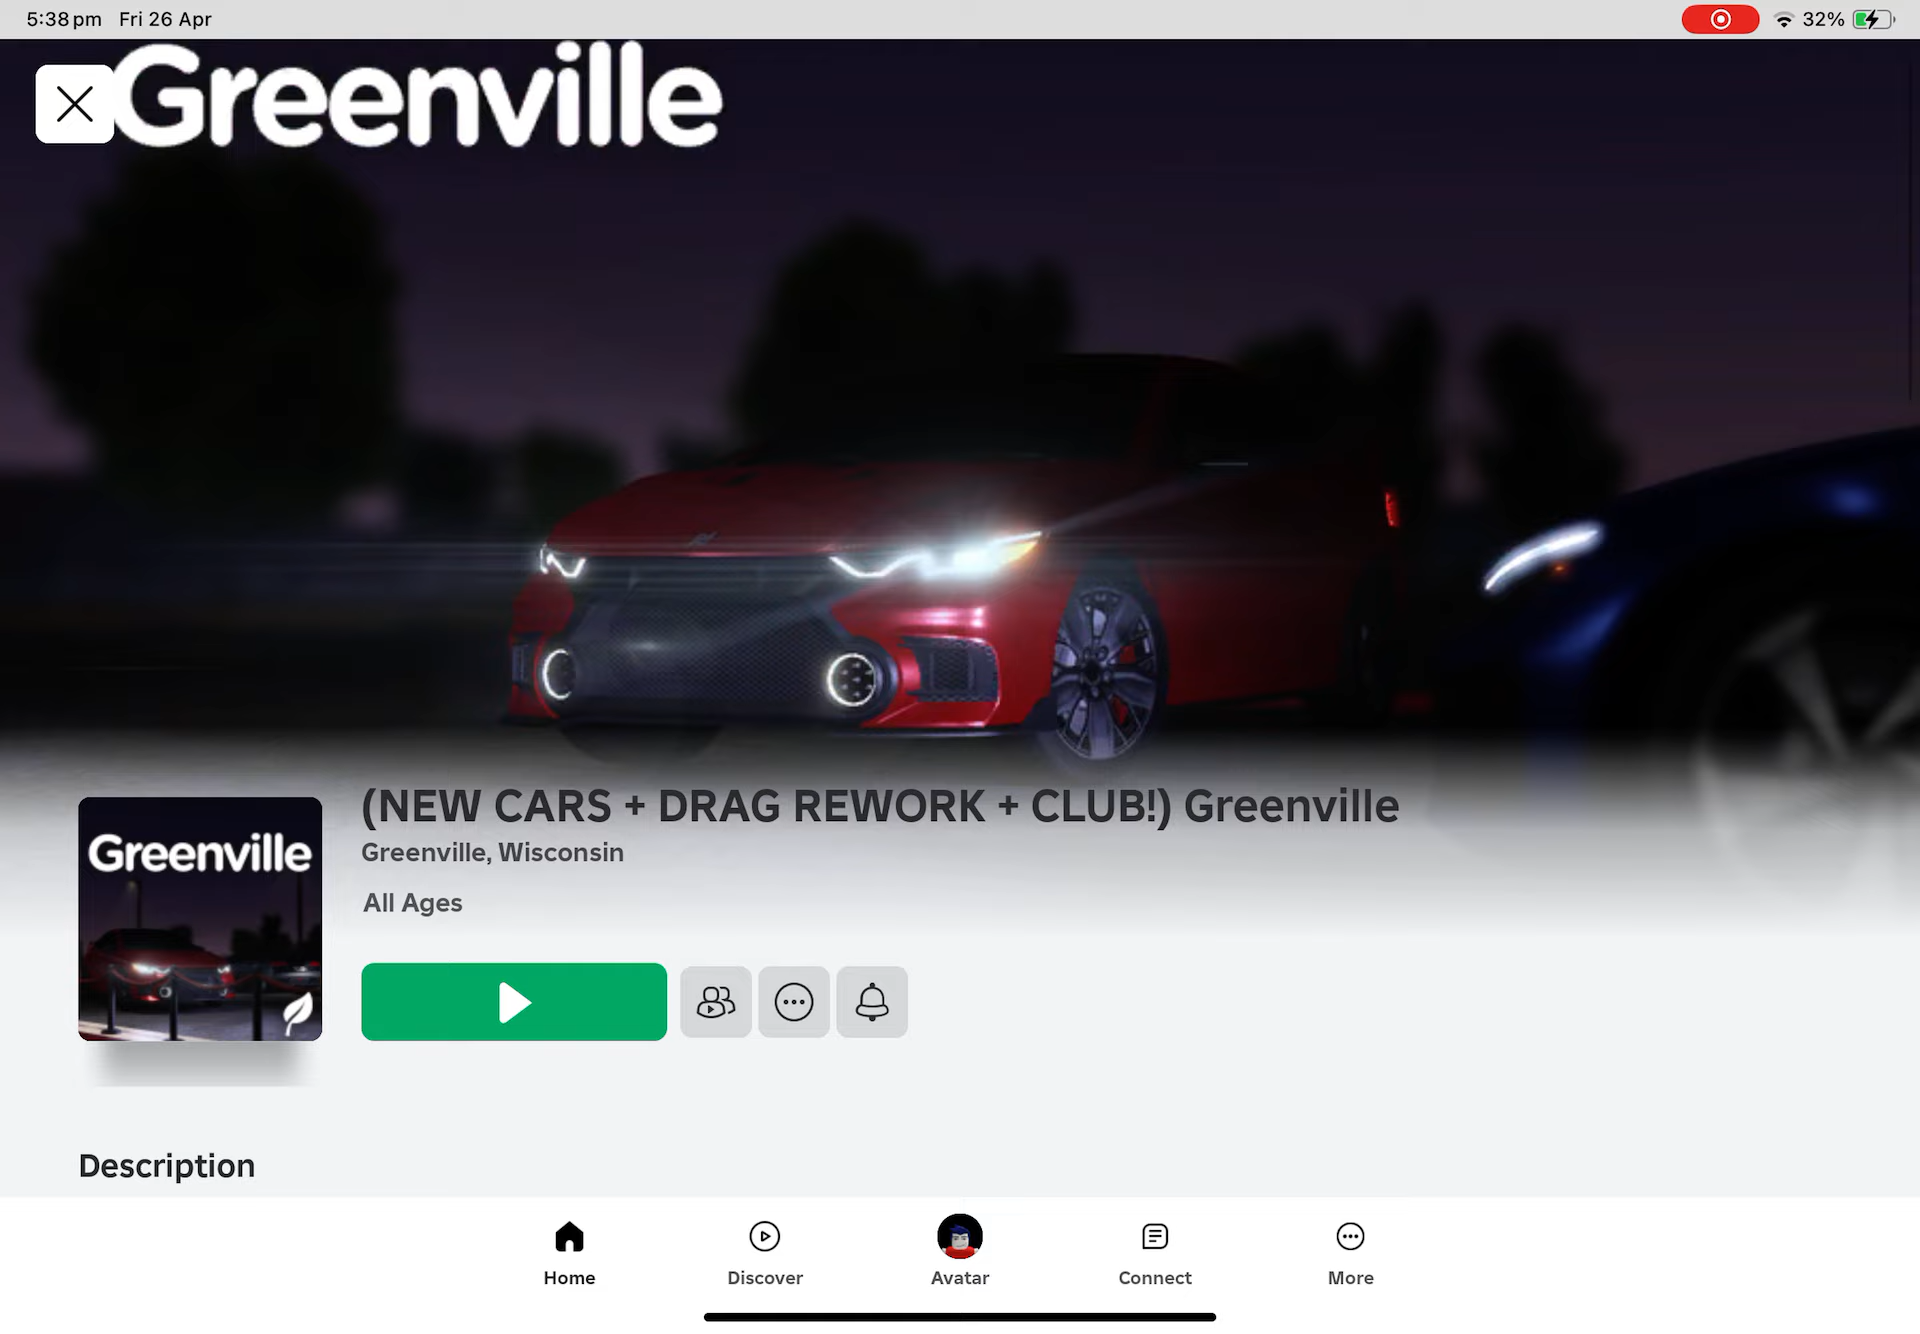 5:38 pm Fri 26 Apr
32%
Greenville
(NEW CARS + DRAG REWORK + CLUB!) Greenville
Greenville, Wisconsin
All Ages
Greenville
Description
Home
Discover
Avatar
Connect
More